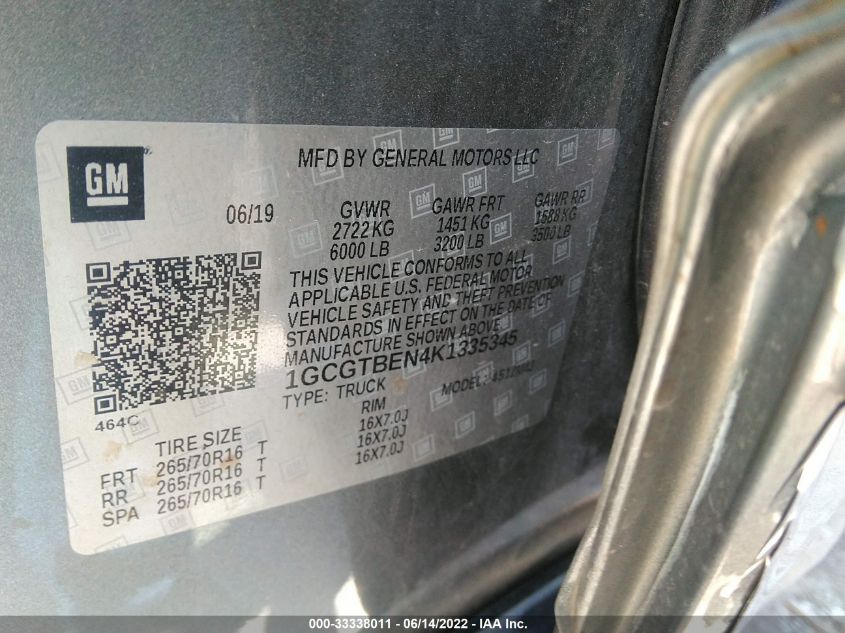 GM
MFD BY GENERAL MOTORS LLC
06/19
GVWR GAWR FRT GAWR RR
2722 KG 1451 KG 1588 KG
6000 LB 3200 LB 3500 LB
THIS VEHICLE CONFORMS TO ALL
APPLICABLE U.S. FEDERAL MOTOR
VEHICLE SAFETY AND THEFT PREVENTION
STANDARDS IN EFFECT ON THE DATE OF
MANUFACTURE SHOWN ABOVE.
1GCGTBEN4K1335345
TYPE: TRUCK MODEL:
464C
TIRE SIZE RIM
FRT 265/70R16 T 16X7.0J
RR 265/70R16 T 16X7.0J
SPA 265/70R16 T 16X7.0J
000-33338011 - 06/14/2022 - IAA Inc.